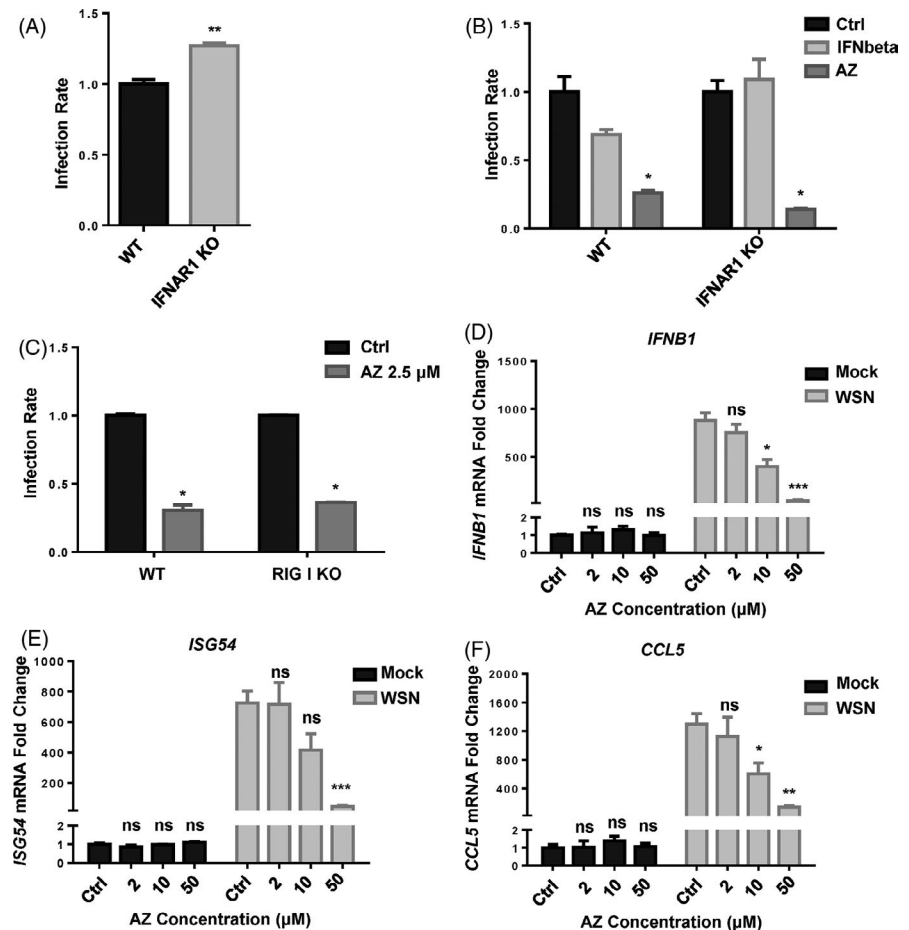 (A)
Infection Rate
1.5
1.0
0.5
0.0
**
WT
IFNAR1 KO
(B)
Infection Rate
1.5
1.0
0.5
0.0
Ctrl
IFNbeta
AZ
*
*
WT
IFNAR1 KO
(C)
Infection Rate
1.5
1.0
0.5
0.0
Ctrl
AZ 2.5 µM
*
*
WT
RIG I KO
(D)
IFNB1
IFNB1 mRNA Fold Change
1500
1000
500
2
1
0
Mock
WSN
ns
ns
ns
ns
*
***
Ctrl
2
10
50
Ctrl
2
10
50
AZ Concentration (µM)
(E)
ISG54
ISG54 mRNA Fold Change
1000
800
600
400
200
2
1
0
Mock
WSN
ns
ns
ns
ns
ns
***
Ctrl
2
10
50
Ctrl
2
10
50
AZ Concentration (µM)
(F)
CCL5
CCL5 mRNA Fold Change
2000
1600
1200
800
400
2
1
0
Mock
WSN
ns
ns
ns
ns
*
**
Ctrl
2
10
50
Ctrl
2
10
50
AZ Concentration (µM)